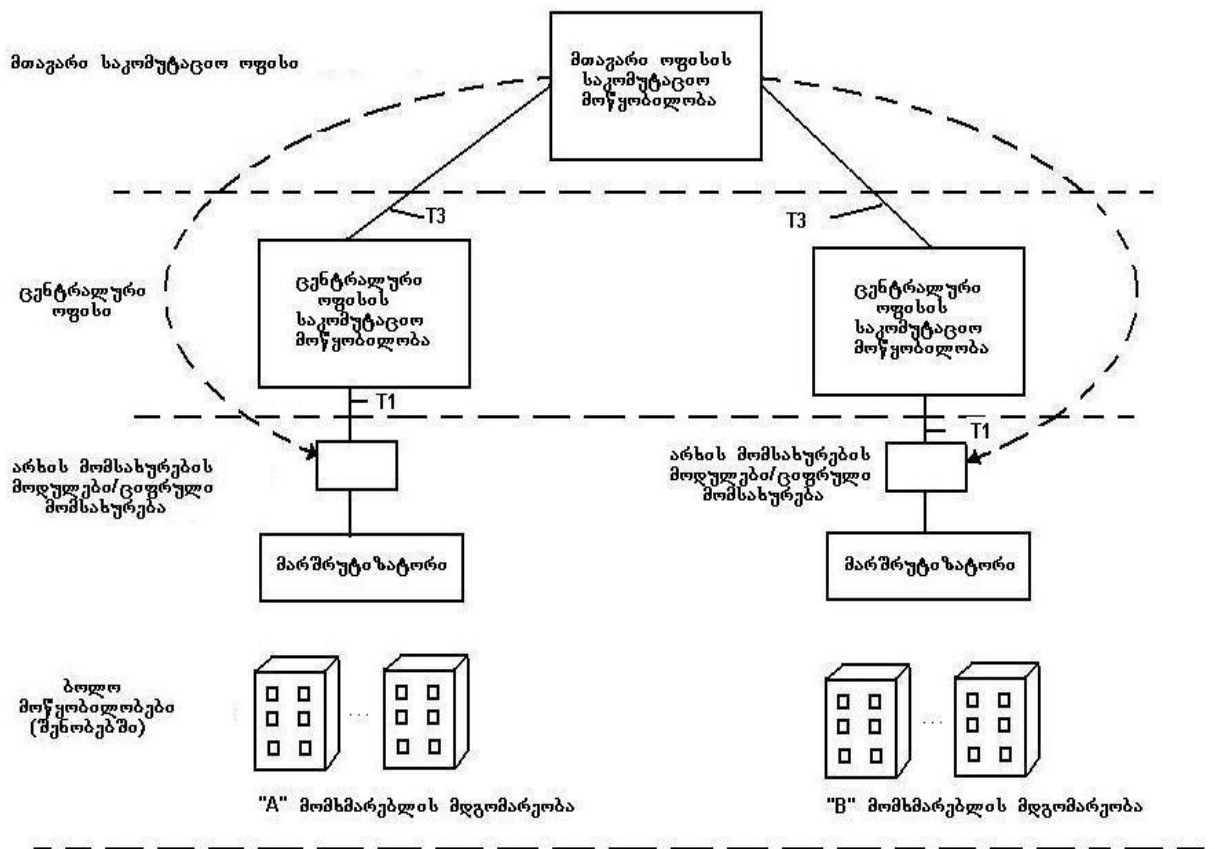 მთავარი საკომუტაციო ოფისი
მთავარი ოფისის
საკომუტაციო
მოწყობილობა
T3
T3
ცენტრალური
ოფისი
ცენტრალური
ოფისის
საკომუტაციო
მოწყობილობა
ცენტრალური
ოფისის
საკომუტაციო
მოწყობილობა
T1
T1
არხის მომსახურების
მოდულები/ციფრული
მომსახურება
არხის მომსახურების
მოდულები/ციფრული
მომსახურება
მარშრუტიზატორი
მარშრუტიზატორი
ბოლო
მოწყობილობები
(შენობებში)
...
...
"A" მომხმარებლის მდგომარეობა
"B" მომხმარებლის მდგომარეობა